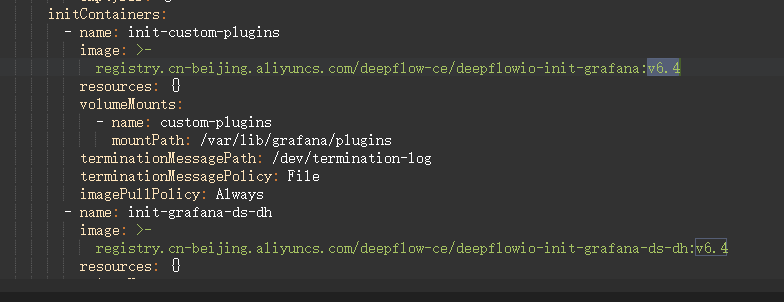 initContainers:
- name: init-custom-plugins
image: >-
registry.cn-beijing.aliyuncs.com/deepflow-ce/deepflowio-init-grafana:v6.4
resources: {}
volumeMounts:
- name: custom-plugins
mountPath: /var/lib/grafana/plugins
terminationMessagePath: /dev/termination-log
terminationMessagePolicy: File
imagePullPolicy: Always
- name: init-grafana-ds-dh
image: >-
registry.cn-beijing.aliyuncs.com/deepflow-ce/deepflowio-init-grafana-ds-dh:v6.4
resources: {}